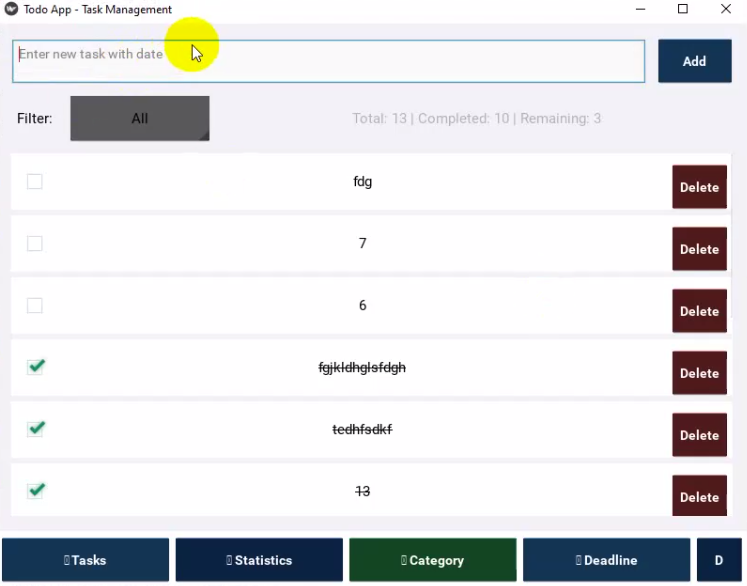 Todo App - Task Management
Enter new task with date
Add
Filter:
All
Total: 13 | Completed: 10 | Remaining: 3
fdg
Delete
7
Delete
6
Delete
fgjkldhglsfdgh
Delete
tedhfsdkf
Delete
13
Delete
Tasks
Statistics
Category
Deadline
D